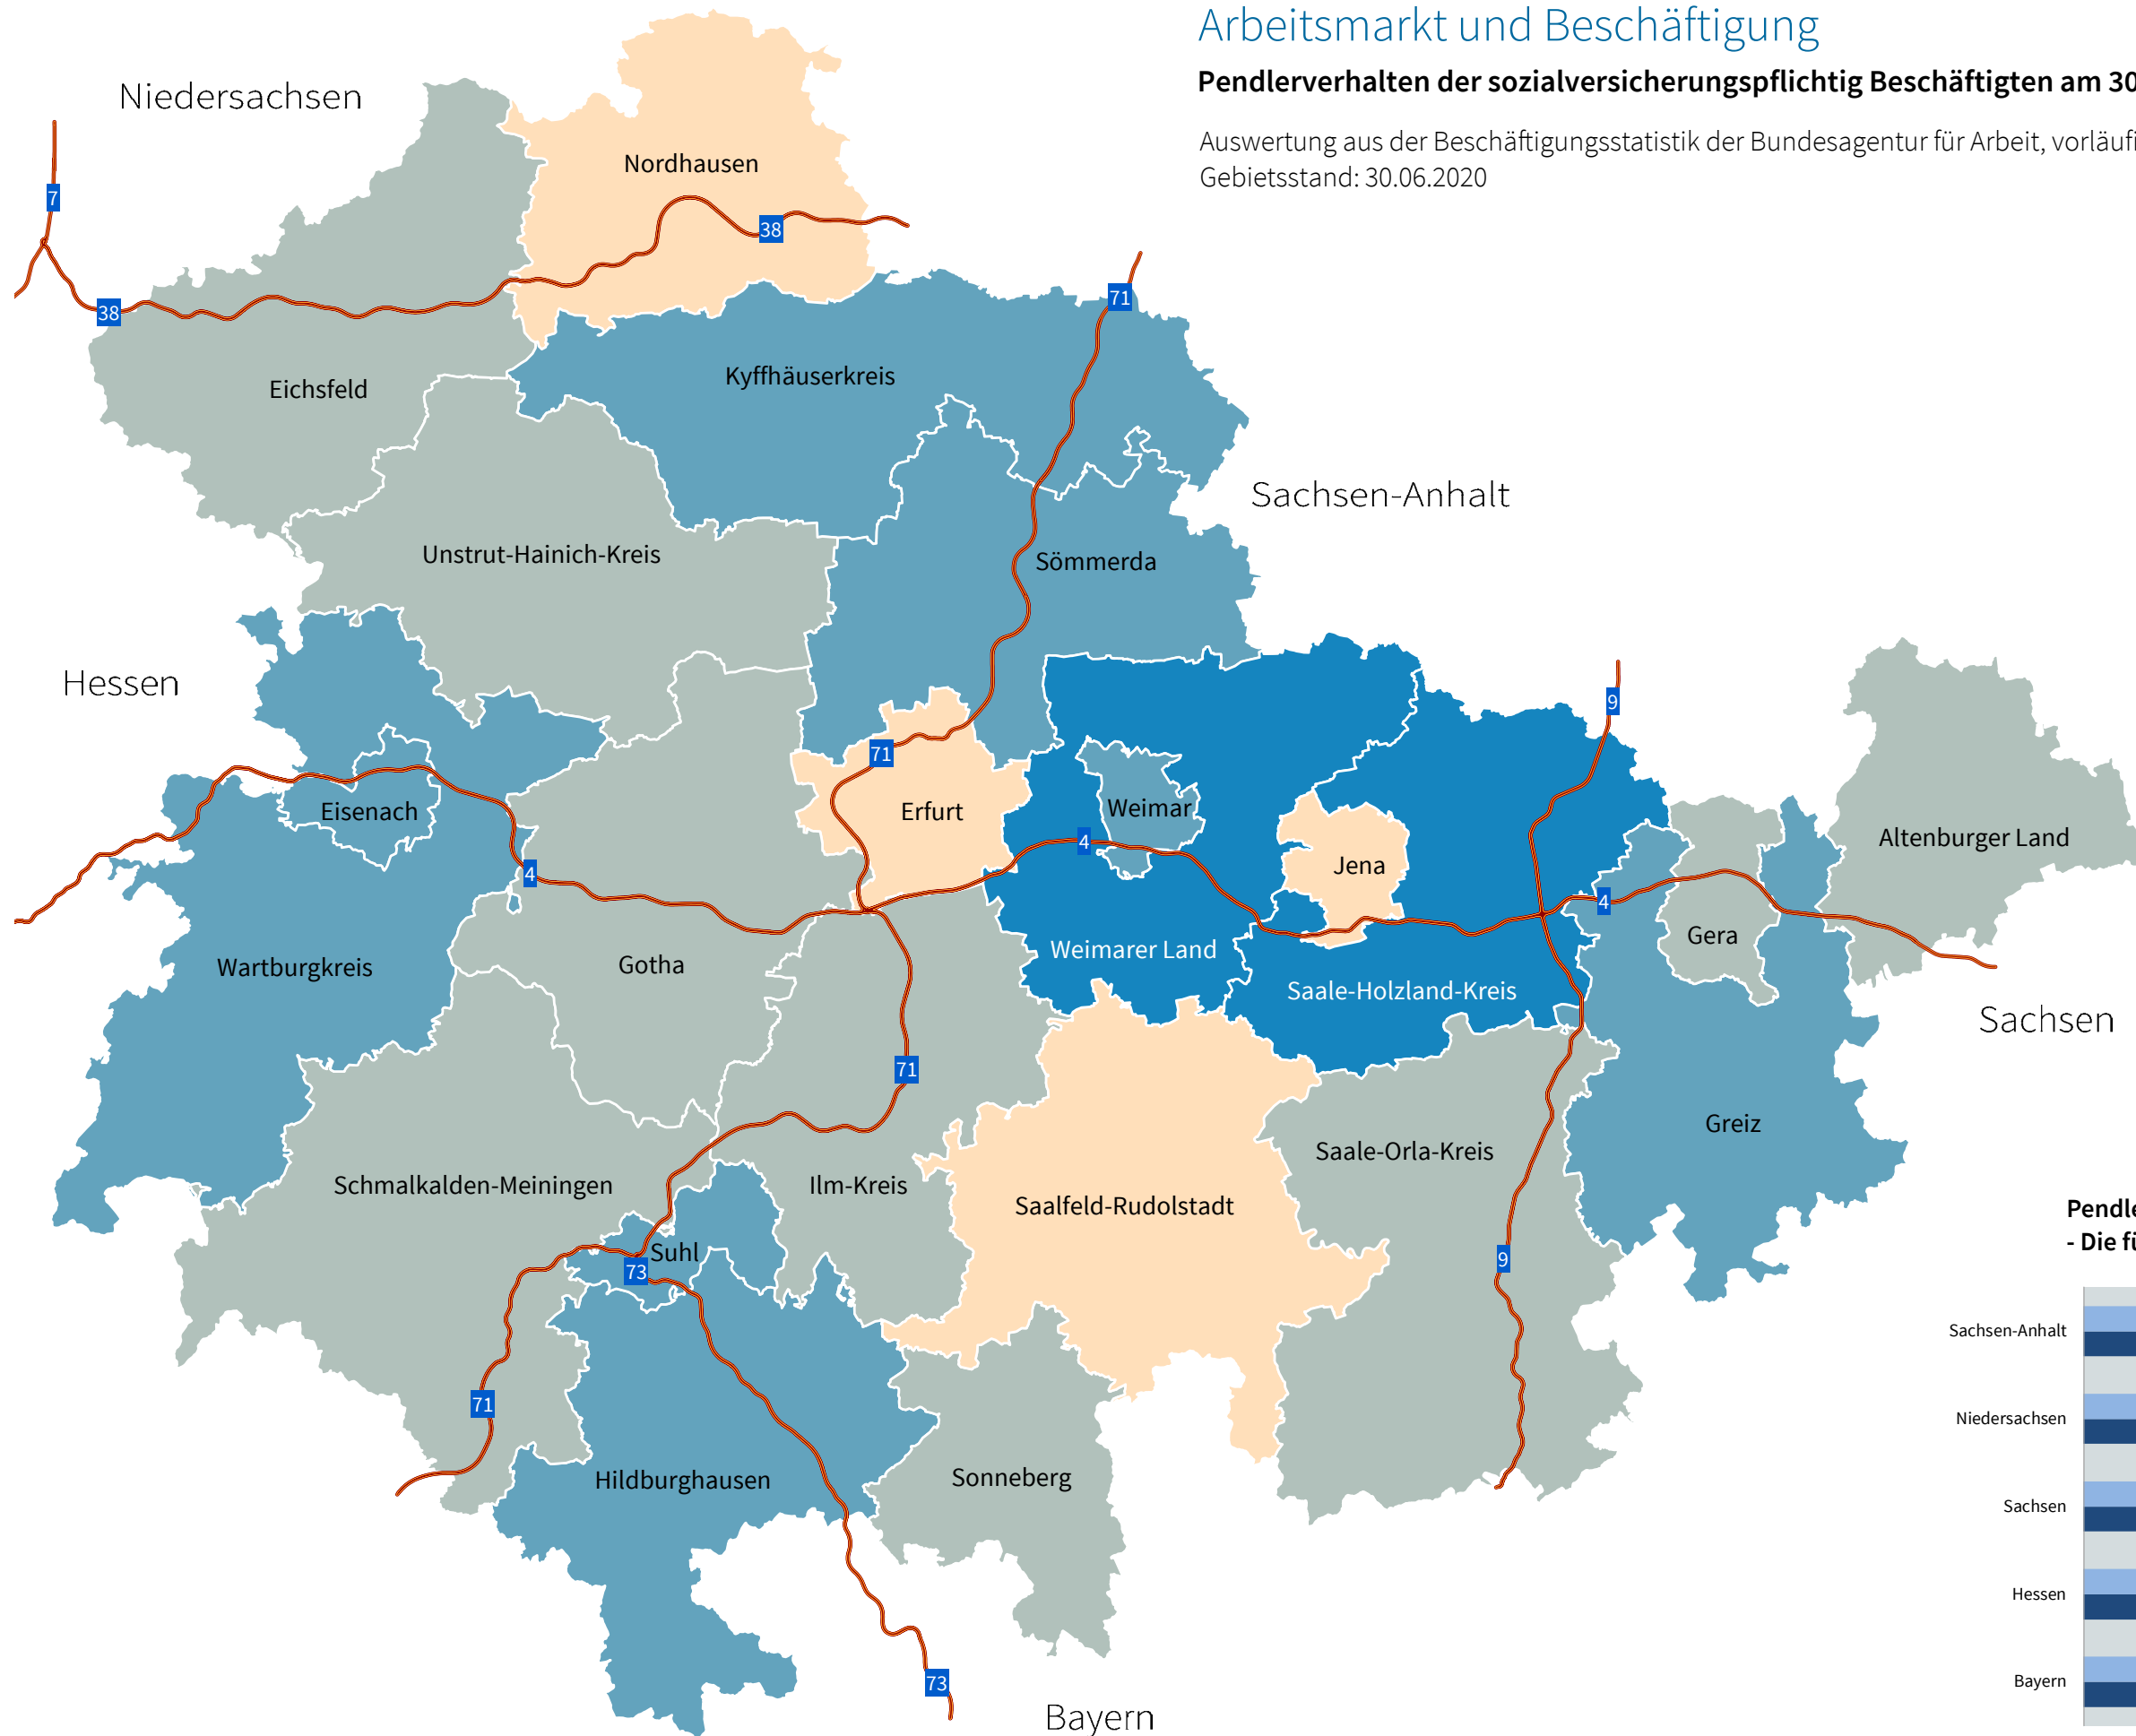 Arbeitsmarkt und Beschäftigung
Pendlerverhalten der sozialversicherungspflichtig Beschäftigten am 30
Auswertung aus der Beschäftigungsstatistik der Bundesagentur für Arbeit, vorläufi
Gebietsstand: 30.06.2020
Niedersachsen
Nordhausen
7
38
71
38
Kyffhäuserkreis
Eichsfeld
Sachsen-Anhalt
Unstrut-Hainich-Kreis
Sömmerda
Hessen
9
71
Eisenach
Erfurt
Weimar
Altenburger Land
4
Jena
4
4
Gera
Weimarer Land
Wartburgkreis
Gotha
Saale-Holzland-Kreis
Sachsen
71
Greiz
Saale-Orla-Kreis
Schmalkalden-Meiningen
Ilm-Kreis
Saalfeld-Rudolstadt
Suhl
73
9
71
Hildburghausen
Sonneberg
73
Bayern
Pendle
- Die fü
Sachsen-Anhalt
Niedersachsen
Sachsen
Hessen
Bayern